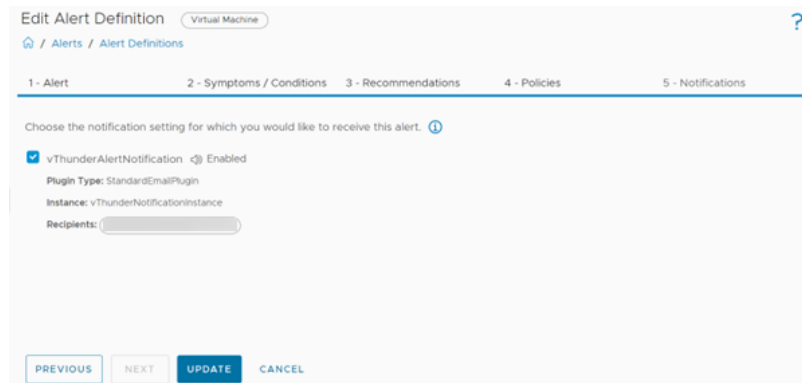 Edit Alert Definition Virtual Machine ?
/ Alerts / Alert Definitions
1 - Alert 2 - Symptoms / Conditions 3 - Recommendations 4 - Policies 5 - Notifications
Choose the notification setting for which you would like to receive this alert.
vThunderAlertNotification Enabled
Plugin Type: StandardEmailPlugin
Instance: vThunderNotificationInstance
Recipients:
PREVIOUS NEXT UPDATE CANCEL